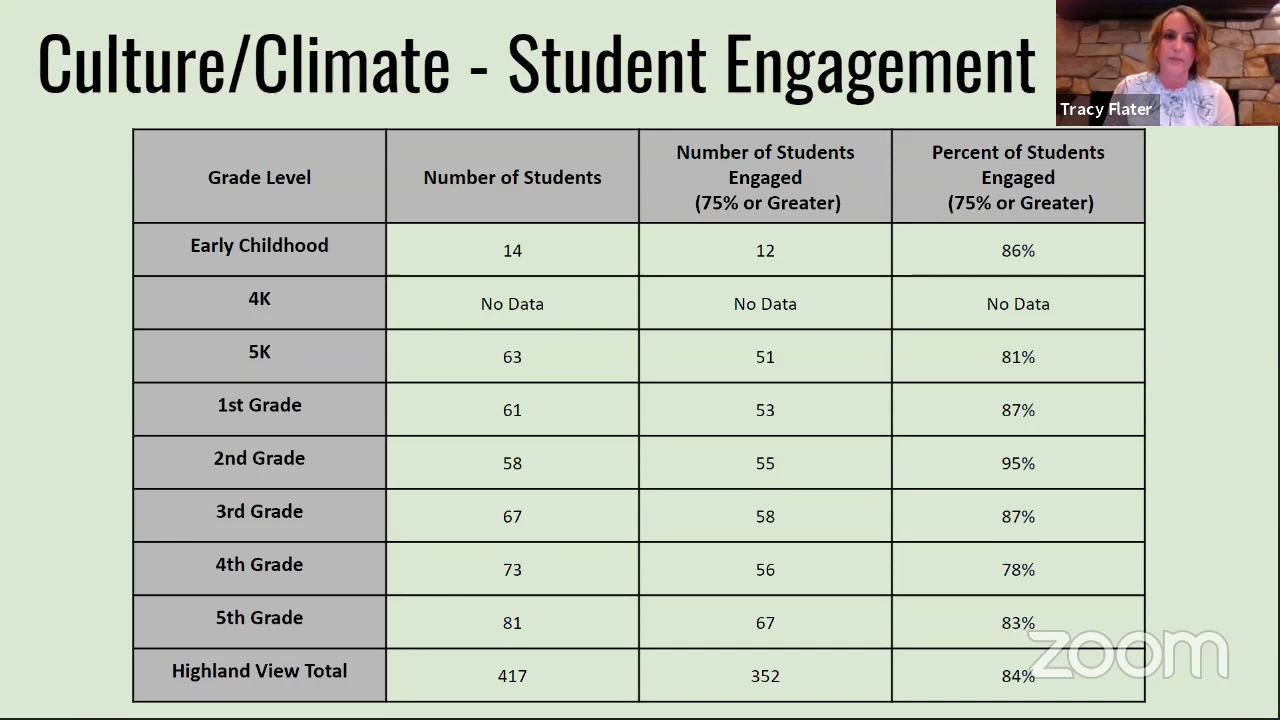 Culture/Climate - Student Engagement
Tracy Flater
Grade Level
Number of Students
Number of Students
Engaged
(75% or Greater)
Percent of Students
Engaged
(75% or Greater)
Early Childhood
14
12
86%
4K
No Data
No Data
No Data
5K
63
51
81%
1st Grade
61
53
87%
2nd Grade
58
55
95%
3rd Grade
67
58
87%
4th Grade
73
56
78%
5th Grade
81
67
83%
Highland View Total
417
352
84%
zoom